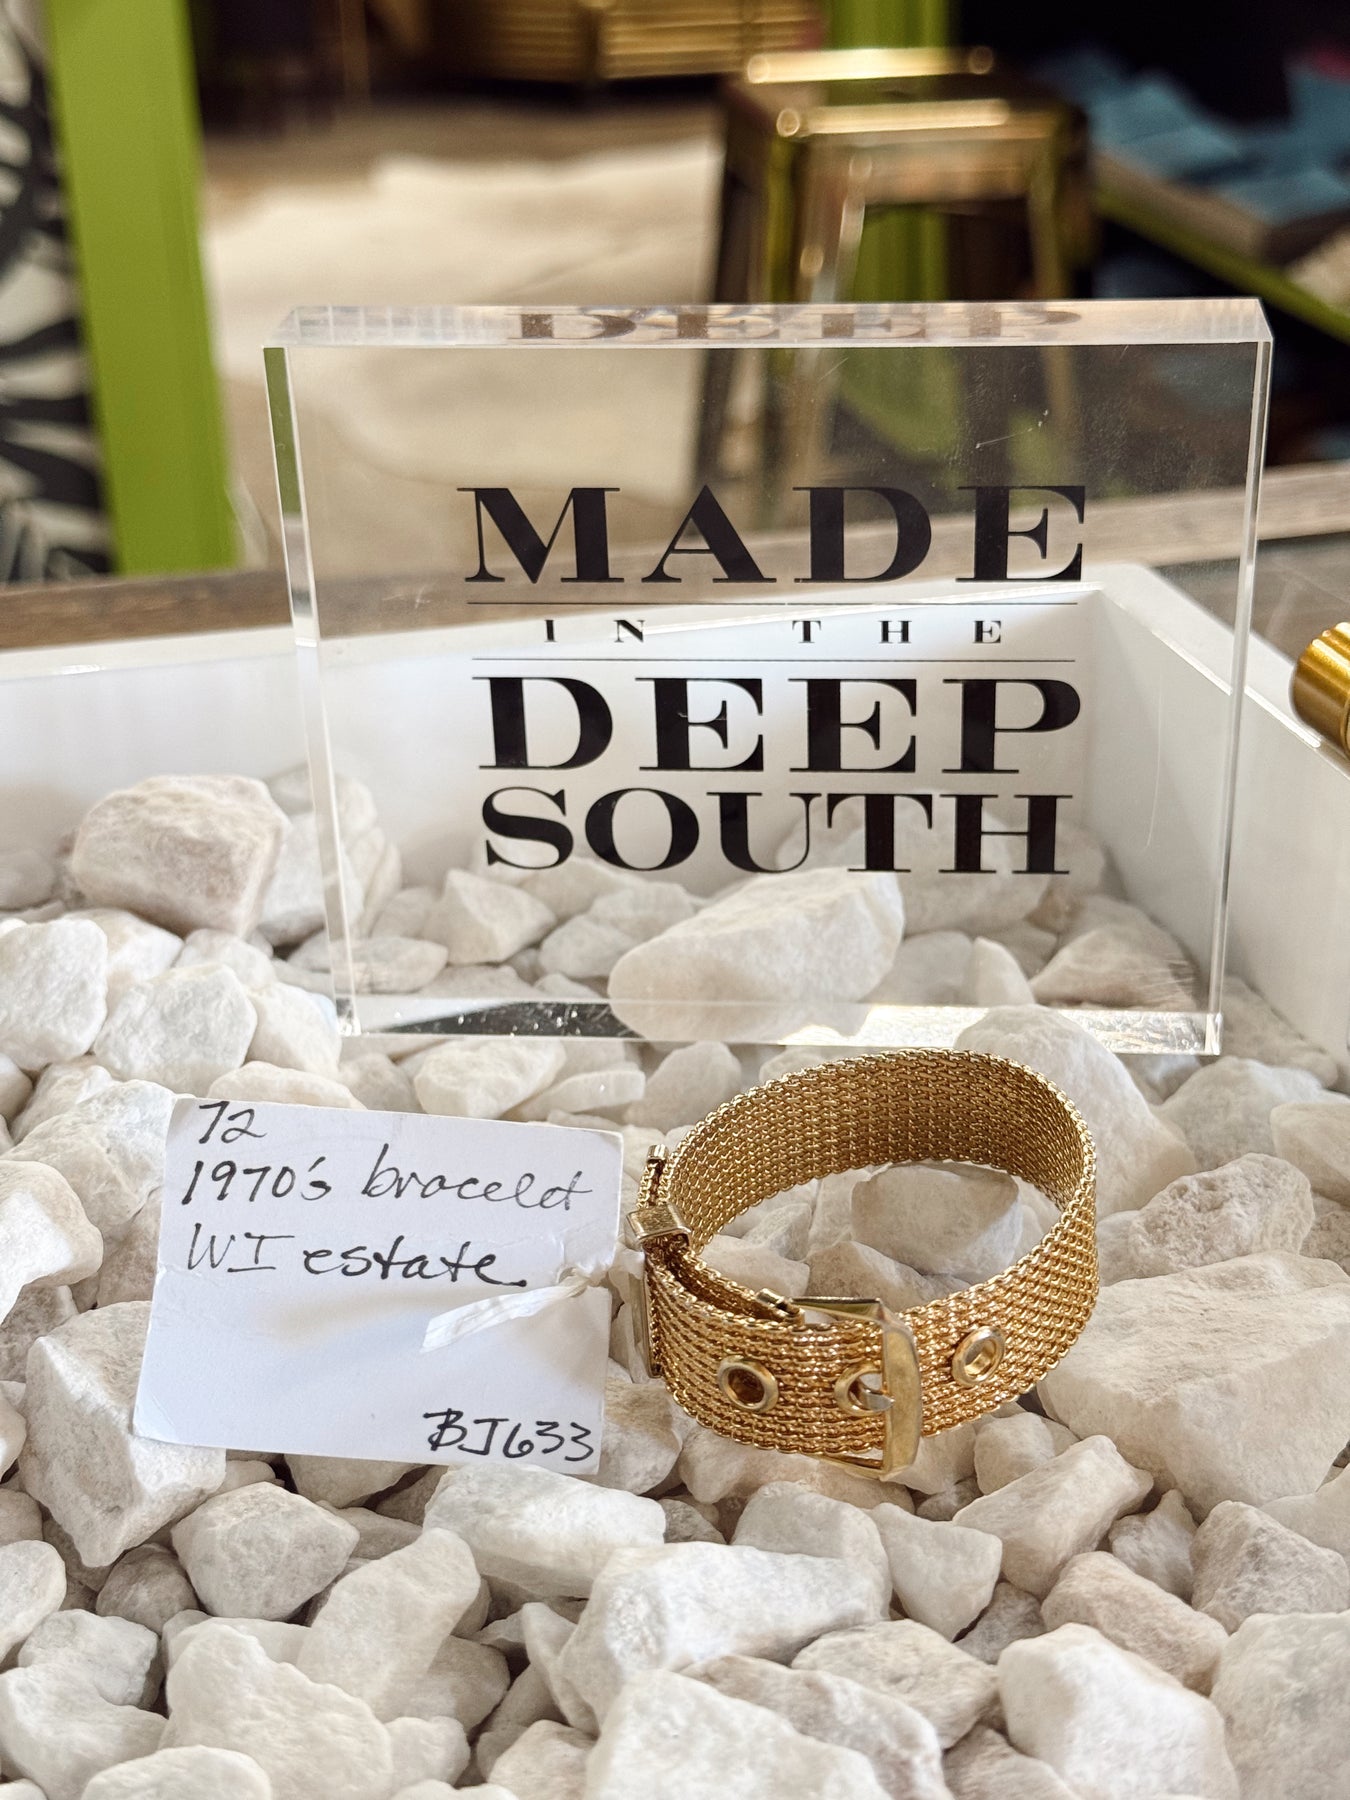 MADE
IN THE
DEEP
SOUTH
72
1970's bracelet
WI estate
BJ633